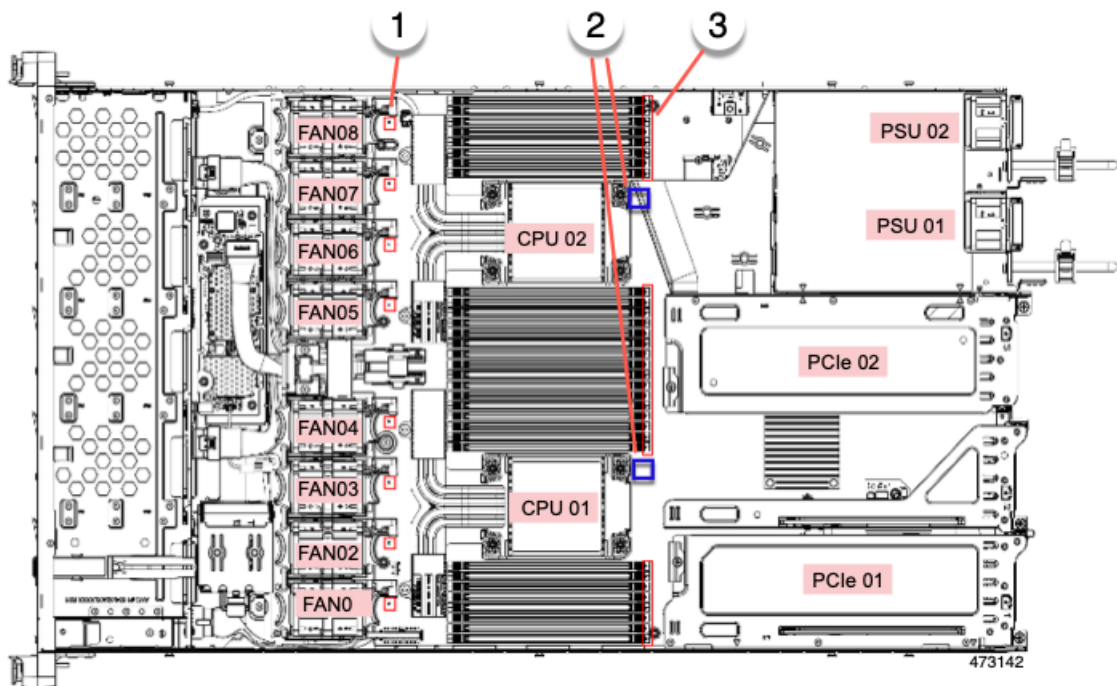 1
2
3
FAN08
PSU 02
FAN07
PSU 01
FAN06
CPU 02
FAN05
PCIe 02
FAN04
FAN03
CPU 01
FAN02
PCIe 01
FAN0
473142